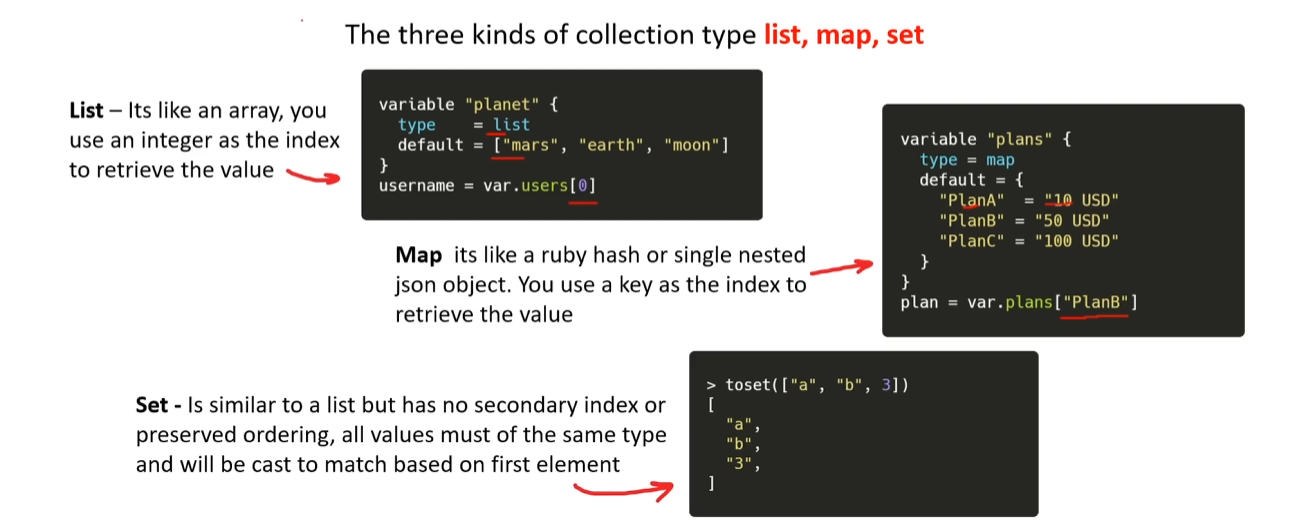 The three kinds of collection type list, map, set
List – Its like an array, you
use an integer as the index
to retrieve the value
variable "planet" {
  type    = list
  default = ["mars", "earth", "moon"]
}
username = var.users[0]
Map  its like a ruby hash or single nested
json object. You use a key as the index to
retrieve the value
variable "plans" {
  type = map
  default = {
    "PlanA"  = "10 USD"
    "PlanB" = "50 USD"
    "PlanC" = "100 USD"
  }
}
plan = var.plans["PlanB"]
Set - Is similar to a list but has no secondary index or
preserved ordering, all values must of the same type
and will be cast to match based on first element
> toset(["a", "b", 3])
[
  "a",
  "b",
  "3",
]